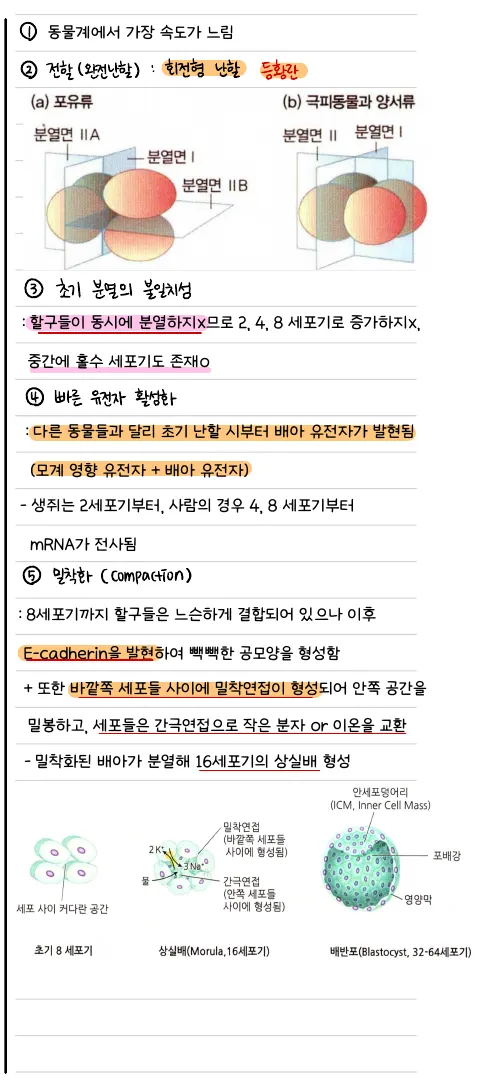 ① 동물계에서 가장 속도가 느림
② 전할(완전난할) : 회전형 난할 등황란
(a) 포유류
(b) 극피동물과 양서류
분열면 ⅡA
분열면 Ⅰ
분열면 ⅡB
분열면 Ⅱ
분열면 Ⅰ
③ 초기 분열의 불일치성
: 할구들이 동시에 분열하지x므로 2, 4, 8 세포기로 증가하지x,
중간에 홀수 세포기도 존재o
④ 빠른 유전자 활성화
: 다른 동물들과 달리 초기 난할 시부터 배아 유전자가 발현됨
(모계 영향 유전자 + 배아 유전자)
- 생쥐는 2세포기부터, 사람의 경우 4, 8 세포기부터
mRNA가 전사됨
⑤ 밀착화 (compaction)
: 8세포기까지 할구들은 느슨하게 결합되어 있으나 이후
E-cadherin을 발현하여 빽빽한 공모양을 형성함
+ 또한 바깥쪽 세포들 사이에 밀착연접이 형성되어 안쪽 공간을
밀봉하고, 세포들은 간극연접으로 작은 분자 or 이온을 교환
- 밀착화된 배아가 분열해 16세포기의 상실배 형성
세포 사이 커다란 공간
초기 8 세포기
2K⁺
3Na⁺
물
밀착연접
(바깥쪽 세포들
사이에 형성됨)
간극연접
(안쪽 세포들
사이에 형성됨)
상실배(Morula,16세포기)
안세포덩어리
(ICM, Inner Cell Mass)
포배강
영양막
배반포(Blastocyst, 32-64세포기)